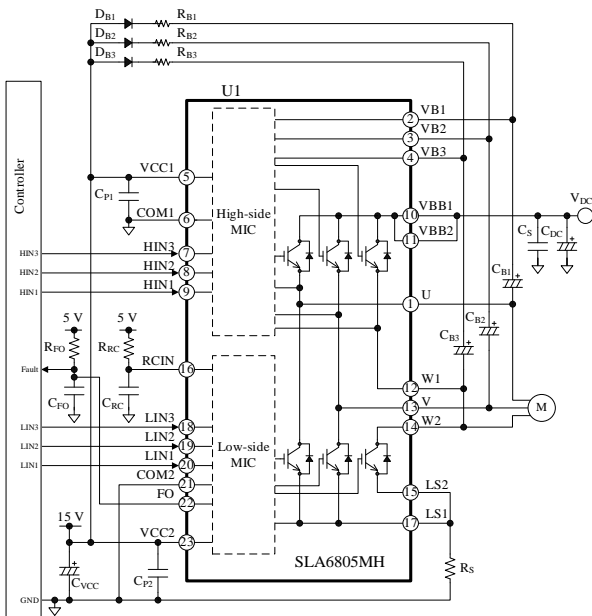 DB1 RB1
DB2 RB2
DB3 RB3
U1
Controller
2 VB1
3 VB2
4 VB3
VCC1 5
CP1
COM1 6
High-side
MIC
HIN3 HIN3 7
HIN2 HIN2 8
HIN1 HIN1 9
10 VBB1
VDC
11 VBB2
CS CDC
CB1
1 U
CB2
CB3
5 V 5 V
RFO RRC
Fault
RCIN 16
CFO CRC
12 W1
13 V
14 W2
M
LIN3 LIN3 18
LIN2 LIN2 19
LIN1 LIN1 20
Low-side
MIC
COM2 21
FO 22
15 LS2
17 LS1
15 V
VCC2 23
SLA6805MH
CVCC
CP2
RS
GND